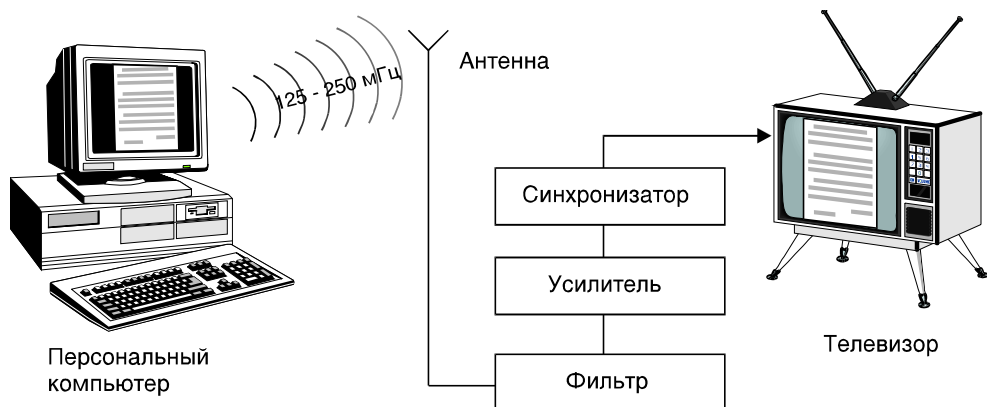 125 - 250 мГц
Антенна
Синхронизатор
Усилитель
Фильтр
Персональный
компьютер
Телевизор